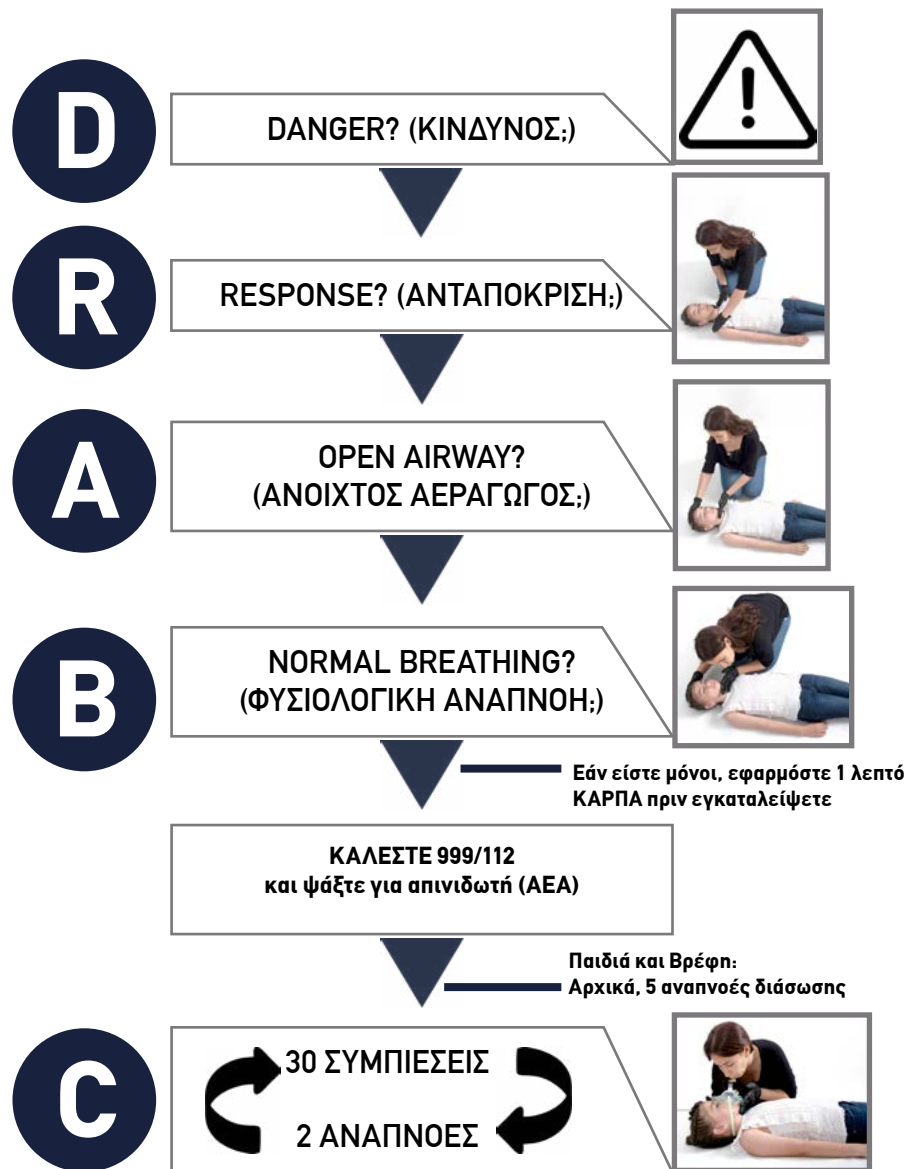 D
DANGER? (ΚΙΝΔΥΝΟΣ;)
R
RESPONSE? (ΑΝΤΑΠΟΚΡΙΣΗ;)
A
OPEN AIRWAY?
(ΑΝΟΙΧΤΟΣ ΑΕΡΑΓΩΓΟΣ;)
B
NORMAL BREATHING?
(ΦΥΣΙΟΛΟΓΙΚΗ ΑΝΑΠΝΟΗ;)
Εάν είστε μόνοι, εφαρμόστε 1 λεπτό
ΚΑΡΠΑ πριν εγκαταλείψετε
ΚΑΛΕΣΤΕ 999/112
και ψάξτε για απινιδωτή (ΑΕΑ)
Παιδιά και Βρέφη:
Αρχικά, 5 αναπνοές διάσωσης
C
30 ΣΥΜΠΙΕΣΕΙΣ
2 ΑΝΑΠΝΟΕΣ